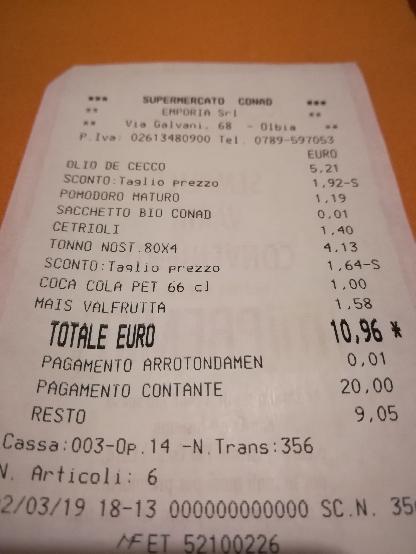 *** SUPERMERCATO CONAD ***
** EMPORIA Srl **
** Via Galvani, 68 - Olbia **
P.Iva: 02613480900 Tel. 0789-597053
EURO
OLIO DE CECCO 5,21
SCONTO:Taglio prezzo 1,92-S
POMODORO MATURO 1,19
SACCHETTO BIO CONAD 0,01
CETRIOLI 1,40
TONNO NOST.80X4 4,13
SCONTO:Taglio prezzo 1,64-S
COCA COLA PET 66 cl 1,00
MAIS VALFRUTTA 1,58
TOTALE EURO 10,96 *
PAGAMENTO ARROTONDAMEN 0,01
PAGAMENTO CONTANTE 20,00
RESTO 9,05
Cassa:003-Op.14 -N.Trans:356
N. Articoli: 6
2/03/19 18-13 000000000000 SC.N. 35
ET 52100226